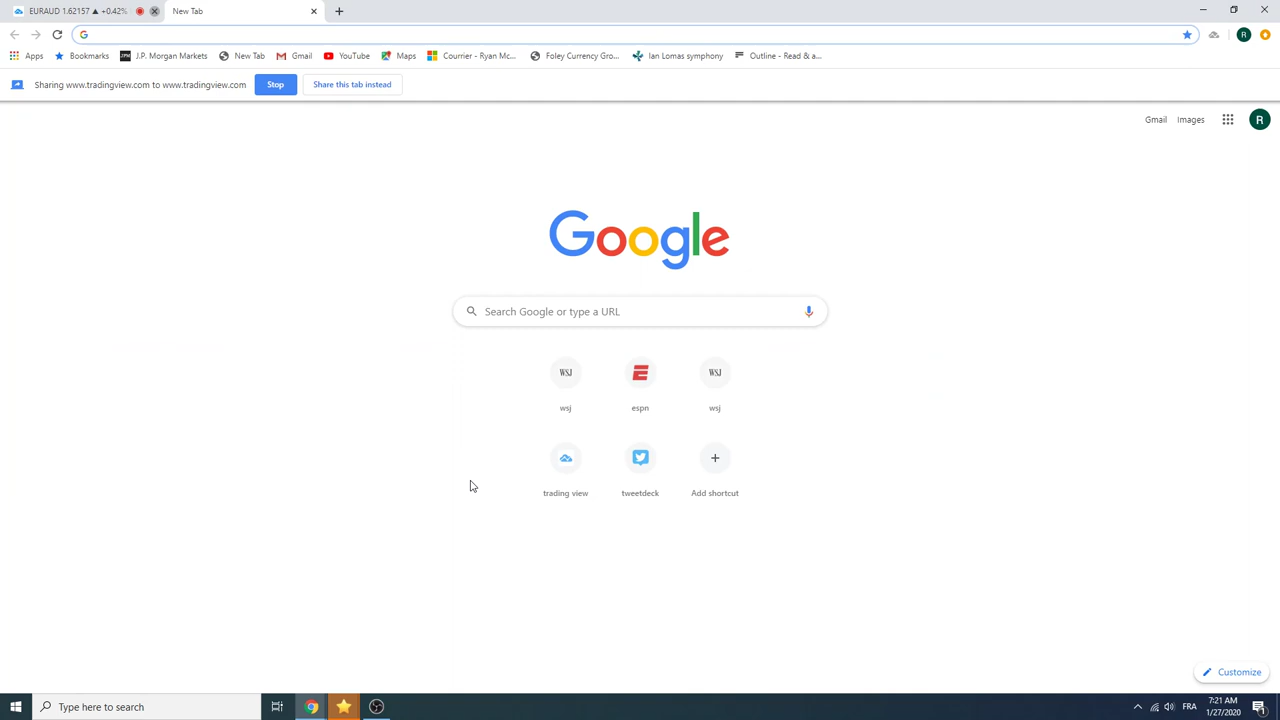 EURAUD 1.62157 ▲ +0.42%
New Tab
Apps
Bookmarks
J.P. Morgan Markets
New Tab
Gmail
YouTube
Maps
Courrier - Ryan Mc...
Foley Currency Gro...
Ian Lomas symphony
Outline - Read & a...
Sharing www.tradingview.com to www.tradingview.com
Stop
Share this tab instead
Gmail
Images
R
Google
Search Google or type a URL
wsj
espn
wsj
trading view
tweetdeck
Add shortcut
Customize
Type here to search
FRA
7:21 AM
1/27/2020